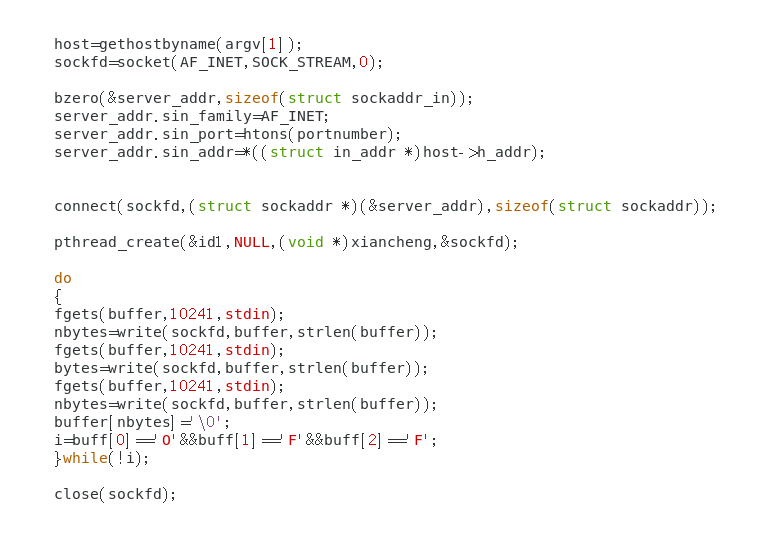 host=gethostbyname(argv[1]);
sockfd=socket(AF_INET,SOCK_STREAM,0);
bzero(&server_addr,sizeof(struct sockaddr_in));
server_addr.sin_family=AF_INET;
server_addr.sin_port=htons(portnumber);
server_addr.sin_addr=*((struct in_addr *)host->h_addr);
connect(sockfd,(struct sockaddr *)(&server_addr),sizeof(struct sockaddr));
pthread_create(&id1,NULL,(void *)xiancheng,&sockfd);
do
{
fgets(buffer,10241,stdin);
nbytes=write(sockfd,buffer,strlen(buffer));
fgets(buffer,10241,stdin);
bytes=write(sockfd,buffer,strlen(buffer));
fgets(buffer,10241,stdin);
nbytes=write(sockfd,buffer,strlen(buffer));
buffer[nbytes]='\0';
i=buff[0]=='O'&&buff[1]=='F'&&buff[2]=='F';
}while(!i);
close(sockfd);